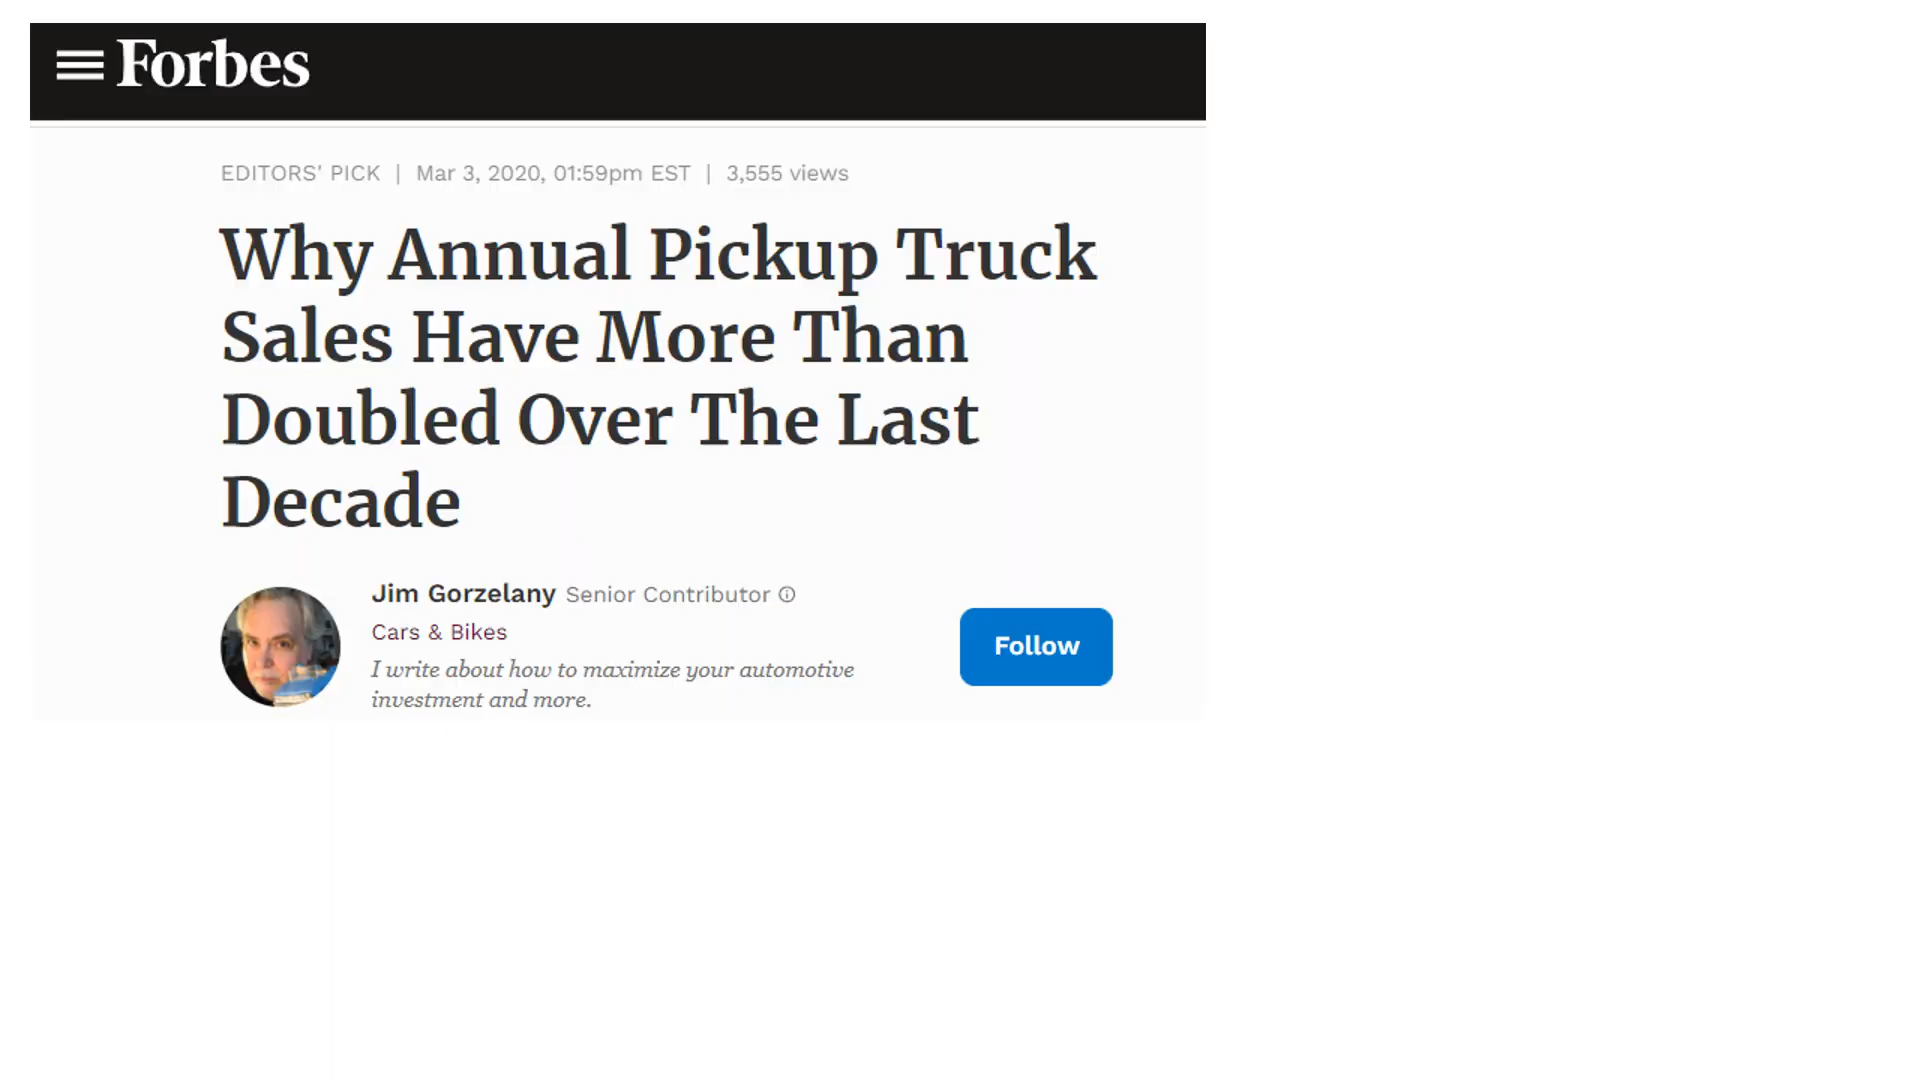 Forbes
EDITORS' PICK | Mar 3, 2020, 01:59pm EST | 3,555 views
Why Annual Pickup Truck
Sales Have More Than
Doubled Over The Last
Decade
Jim Gorzelany Senior Contributor
Cars & Bikes
I write about how to maximize your automotive
investment and more.
Follow